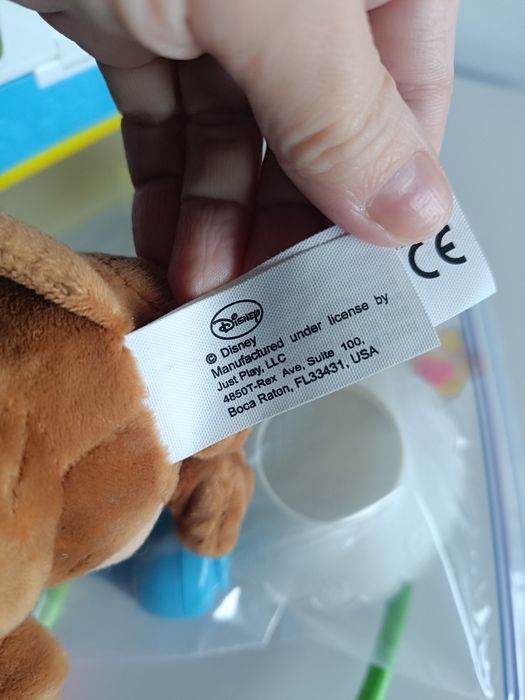 Disney
© Disney
Manufactured under license by
Just Play, LLC
4850T-Rex Ave, Suite 100,
Boca Raton, FL33431, USA
CE